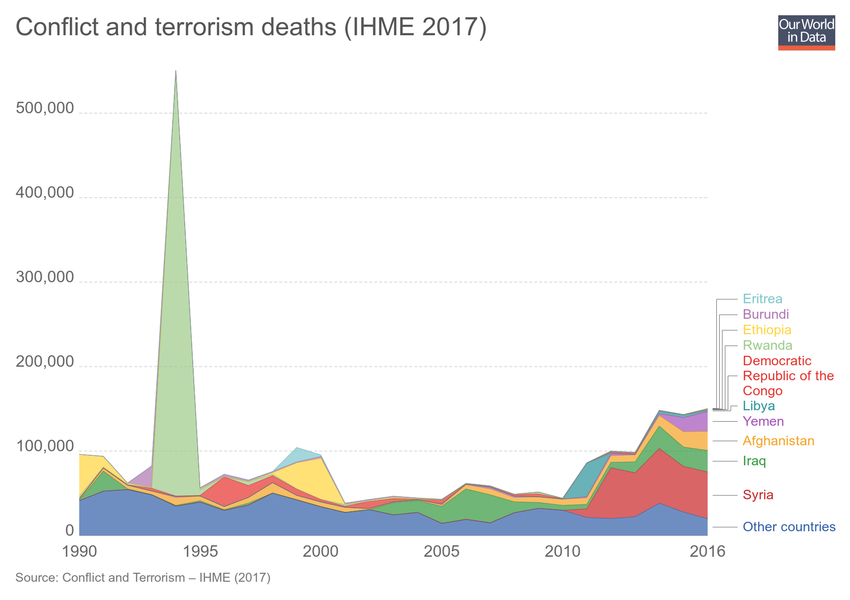 Conflict and terrorism deaths (IHME 2017)
Our World
in Data
500,000
400,000
300,000
200,000
100,000
0
1990
1995
2000
2005
2010
2016
Eritrea
Burundi
Ethiopia
Rwanda
Democratic
Republic of the
Congo
Libya
Yemen
Afghanistan
Iraq
Syria
Other countries
Source: Conflict and Terrorism – IHME (2017)